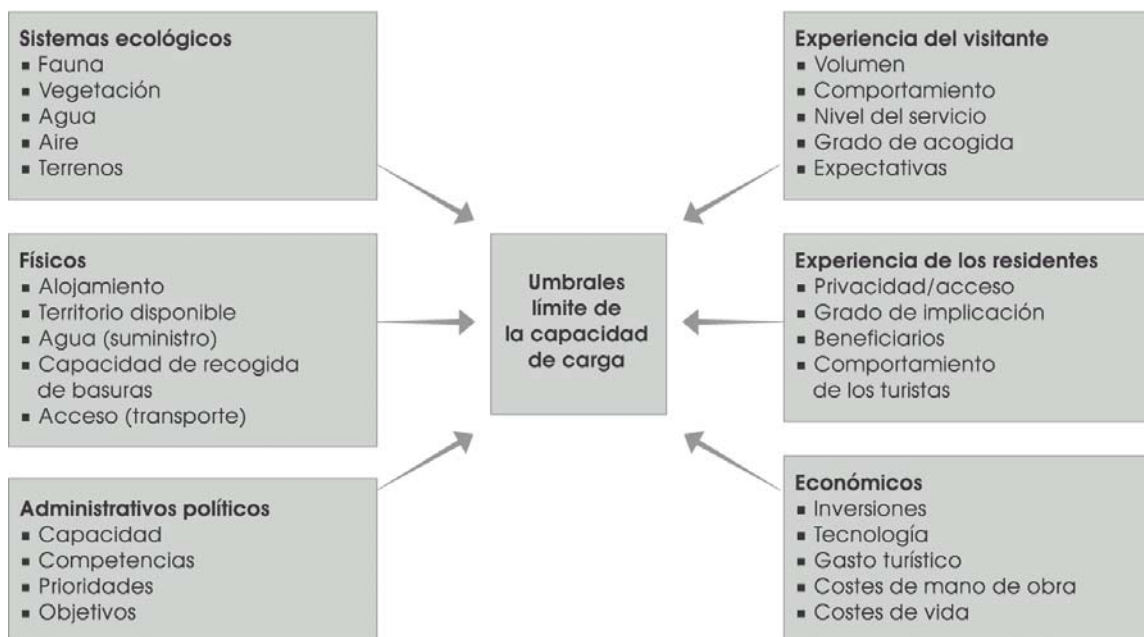 Sistemas ecológicos
▪ Fauna
▪ Vegetación
▪ Agua
▪ Aire
▪ Terrenos
Físicos
▪ Alojamiento
▪ Territorio disponible
▪ Agua (suministro)
▪ Capacidad de recogida
de basuras
▪ Acceso (transporte)
Administrativos políticos
▪ Capacidad
▪ Competencias
▪ Prioridades
▪ Objetivos
Umbrales
límite de
la capacidad
de carga
Experiencia del visitante
▪ Volumen
▪ Comportamiento
▪ Nivel del servicio
▪ Grado de acogida
▪ Expectativas
Experiencia de los residentes
▪ Privacidad/acceso
▪ Grado de implicación
▪ Beneficiarios
▪ Comportamiento
de los turistas
Económicos
▪ Inversiones
▪ Tecnología
▪ Gasto turístico
▪ Costes de mano de obra
▪ Costes de vida